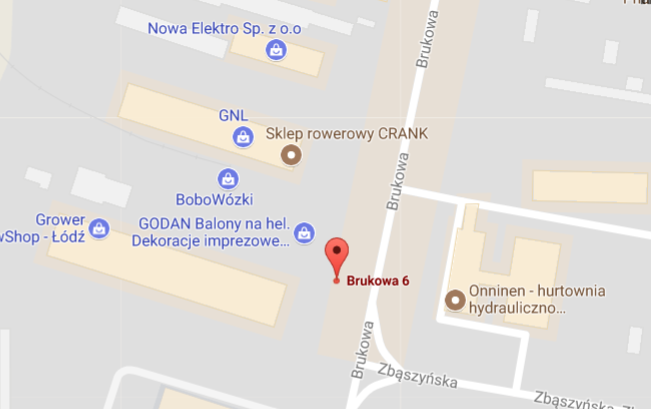 Nowa Elektro Sp. z o.o
Brukowa
GNL
Sklep rowerowy CRANK
Brukowa
BoboWózki
Grower
wShop - Łódź
GODAN Balony na hel.
Dekoracje imprezowe...
Brukowa 6
Onninen - hurtownia
hydrauliczno...
Brukowa
Zbąszyńska
Zbąszyńska